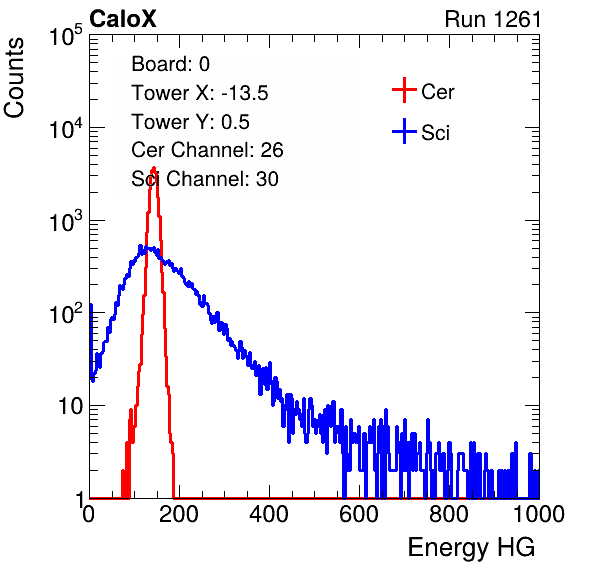 CaloX Run 1261
Counts
10^5
10^4
10^3
10^2
10
1
Board: 0
Tower X: -13.5
Tower Y: 0.5
Cer Channel: 26
Sci Channel: 30
Cer
Sci
0 200 400 600 800 1000
Energy HG